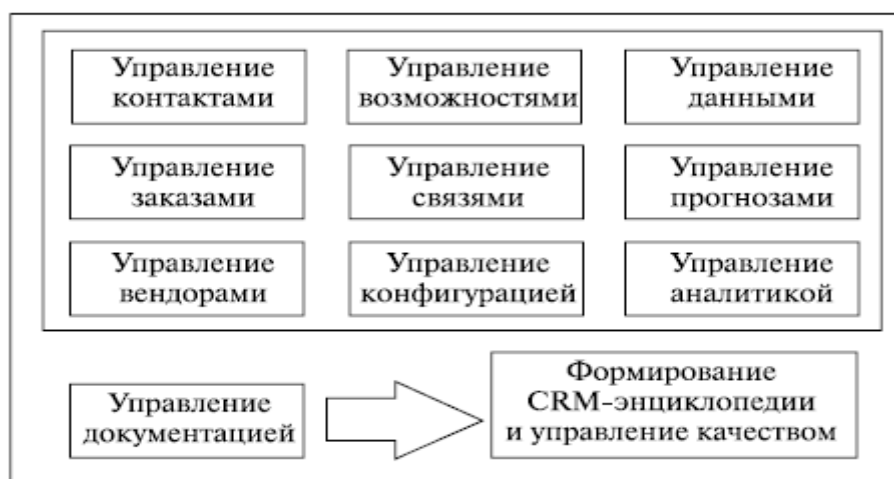 Управление
контактами
Управление
возможностями
Управление
данными
Управление
заказами
Управление
связями
Управление
прогнозами
Управление
вендорами
Управление
конфигурацией
Управление
аналитикой
Управление
документацией
Формирование
CRM-энциклопедии
и управление качеством